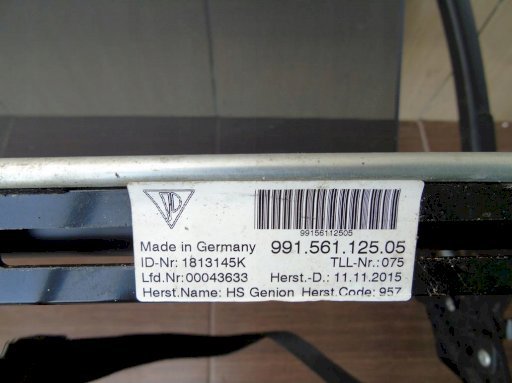 99156112505
Made in Germany 991.561.125.05
ID-Nr: 1813145K TLL-Nr.:075
Lfd.Nr:00043633 Herst.-D.: 11.11.2015
Herst.Name: HS Genion Herst.Code: 957